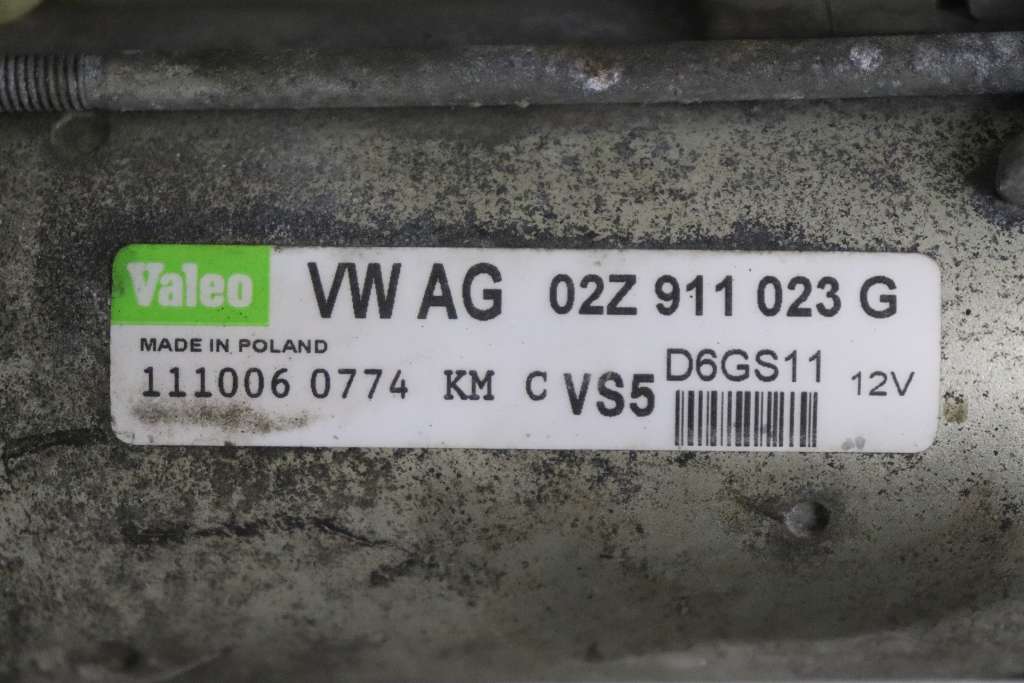 Valeo VW AG 02Z 911 023 G
MADE IN POLAND
111006 0774 KM C VS5 D6GS11 12V